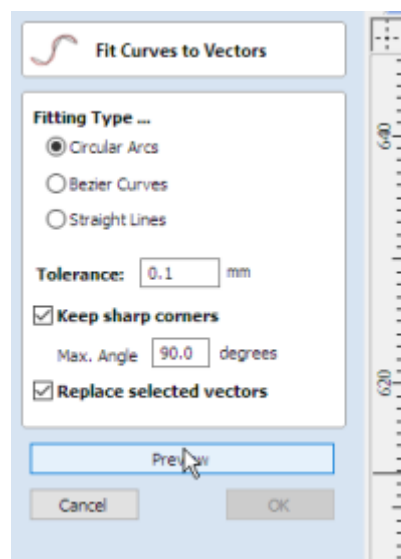 Fit Curves to Vectors
Fitting Type ...
Circular Arcs
Bezier Curves
Straight Lines
Tolerance: 0.1 mm
Keep sharp corners
Max. Angle 90.0 degrees
Replace selected vectors
Preview
Cancel OK
640
620